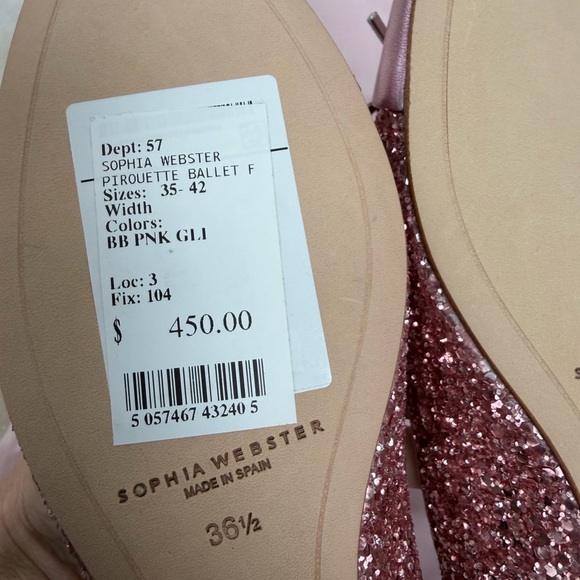 Dept: 57
SOPHIA WEBSTER
PIROUETTE BALLET F
Sizes: 35- 42
Width
Colors:
BB PNK GLI
Loc: 3
Fix: 104
$ 450.00
5 057467 43240 5
SOPHIA WEBSTER
MADE IN SPAIN
36½
S